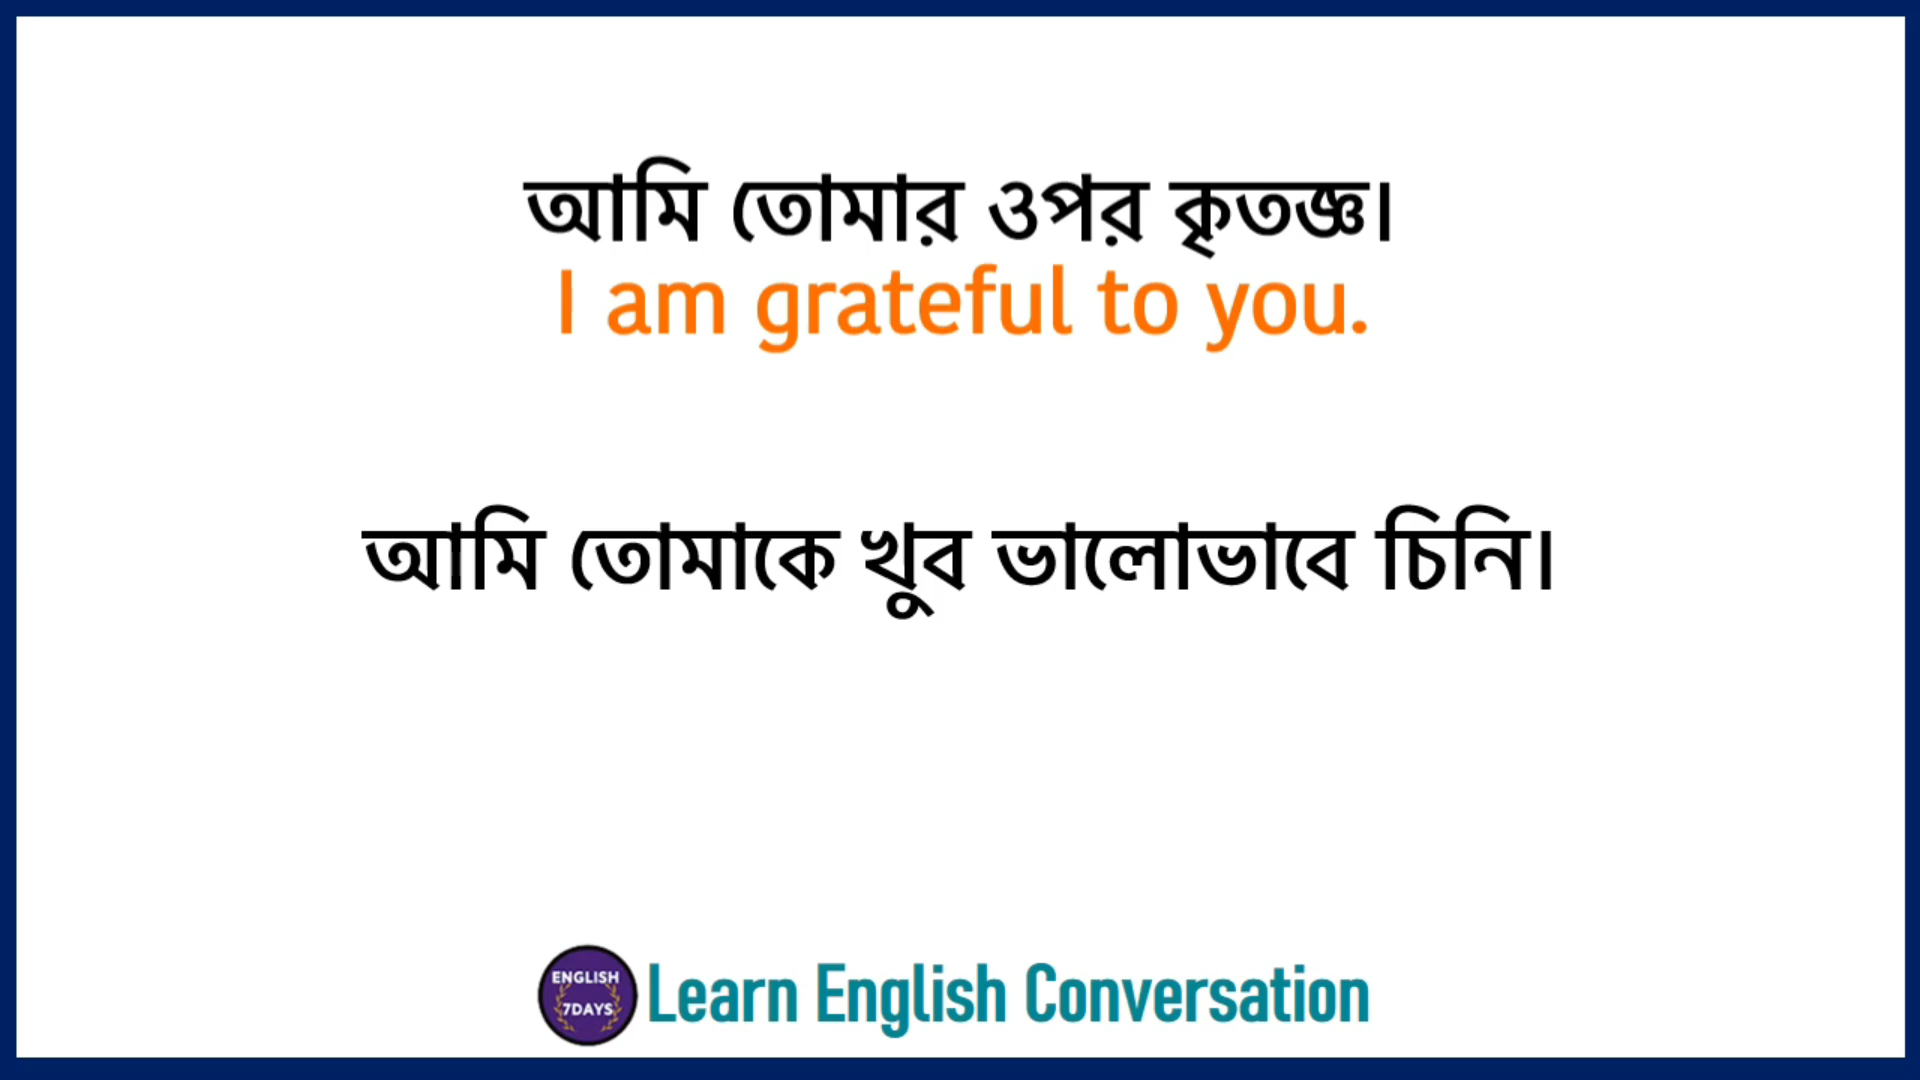 আমি তোমার ওপর কৃতজ্ঞ।
I am grateful to you.
আমি তোমাকে খুব ভালোভাবে চিনি।
ENGLISH
7DAYS
Learn English Conversation